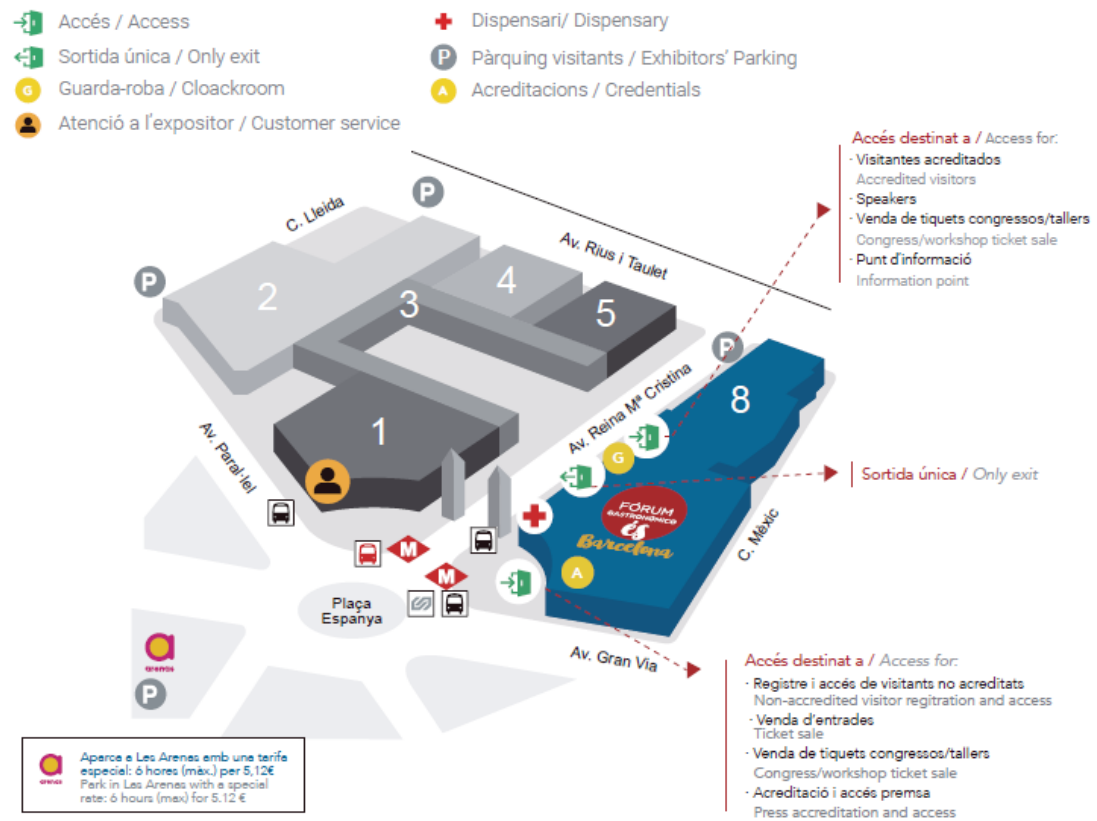 Accés / Access
Sortida única / Only exit
G
Guarda-roba / Cloackroom
Atenció a l'expositor / Customer service
Dispensari/ Dispensary
P
Pàrquing visitants / Exhibitors' Parking
A
Acreditacions / Credentials
Accés destinat a / Access for:
· Visitantes acreditados
Accredited visitors
· Speakers
· Venda de tiquets congressos/tallers
Congress/workshop ticket sale
· Punt d'informació
Information point
P
C. Lleida
Av. Rius i Taulet
P
2
3
4
5
P
8
Av. Reina Mª Cristina
1
Av. Paral·lel
G
Sortida única / Only exit
FÓRUM
GASTRONÓMICO
és
Barcelona
C. Mèxic
M
M
A
Plaça
Espanya
Av. Gran Via
a
arenas
P
Accés destinat a / Access for:
· Registre i accés de visitants no acreditats
Non-accredited visitor regitration and access
· Venda d'entrades
Ticket sale
· Venda de tiquets congressos/tallers
Congress/workshop ticket sale
· Acreditació i accés premsa
Press accreditation and access
a
arenas
Aparca a Les Arenas amb una tarifa
especial: 6 hores (màx.) per 5,12€
Park in Las Arenas with a special
rate: 6 hours (max) for 5.12 €